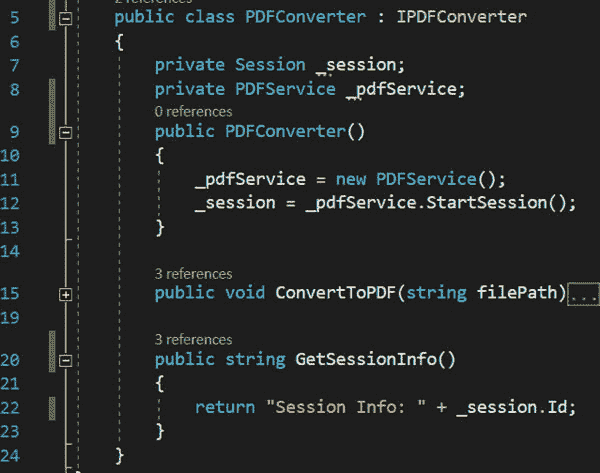 2 references
5 public class PDFConverter : IPDFConverter
6 {
7 private Session _session;
8 private PDFService _pdfService;
0 references
9 public PDFConverter()
10 {
11 _pdfService = new PDFService();
12 _session = _pdfService.StartSession();
13 }
14
3 references
15 public void ConvertToPDF(string filePath)...
19
3 references
20 public string GetSessionInfo()
21 {
22 return "Session Info: " + _session.Id;
23 }
24 }